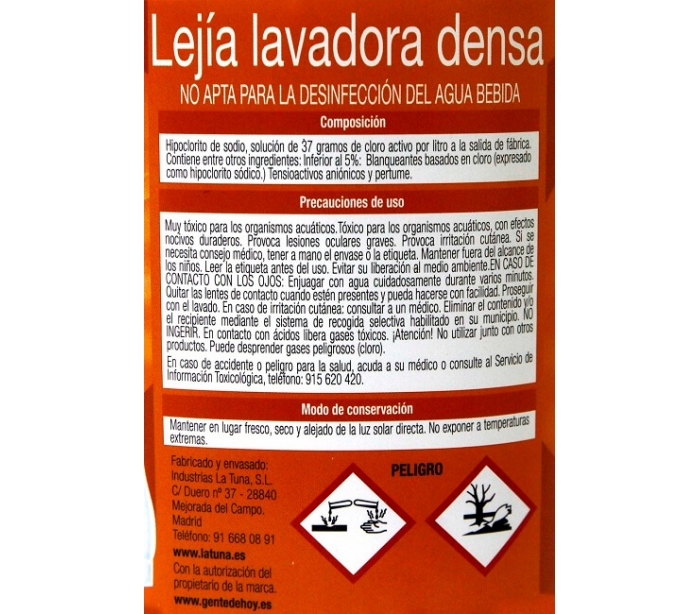 Lejía lavadora densa
NO APTA PARA LA DESINFECCIÓN DEL AGUA BEBIDA
Composición
Hipoclorito de sodio, solución de 37 gramos de cloro activo por litro a la salida de fábrica.
Contiene entre otros ingredientes: Inferior al 5%: Blanqueantes basados en cloro (expresado
como hipoclorito sódico.) Tensioactivos aniónicos y perfume.
Precauciones de uso
Muy tóxico para los organismos acuáticos.Tóxico para los organismos acuáticos, con efectos
nocivos duraderos. Provoca lesiones oculares graves. Provoca irritación cutánea. Si se
necesita consejo médico, tener a mano el envase o la etiqueta. Mantener fuera del alcance de
los niños. Leer la etiqueta antes del uso. Evitar su liberación al medio ambiente.EN CASO DE
CONTACTO CON LOS OJOS: Enjuagar con agua cuidadosamente durante varios minutos.
Quitar las lentes de contacto cuando estén presentes y pueda hacerse con facilidad. Proseguir
con el lavado. En caso de irritación cutánea: consultar a un médico. Eliminar el contenido y/o
el recipiente mediante el sistema de recogida selectiva habilitado en su municipio. NO
INGERIR. En contacto con ácidos libera gases tóxicos. ¡Atención! No utilizar junto con otros
productos. Puede desprender gases peligrosos (cloro).
En caso de accidente o peligro para la salud, acuda a su médico o consulte al Servicio de
Información Toxicológica, teléfono: 915 620 420.
Modo de conservación
Mantener en lugar fresco, seco y alejado de la luz solar directa. No exponer a temperaturas
extremas.
Fabricado y envasado:
Industrias La Tuna, S.L.
C/ Duero nº 37 - 28840
Mejorada del Campo.
Madrid
Teléfono: 91 668 08 91
www.latuna.es
Con la autorización del
propietario de la marca.
www.gentedehoy.es
PELIGRO